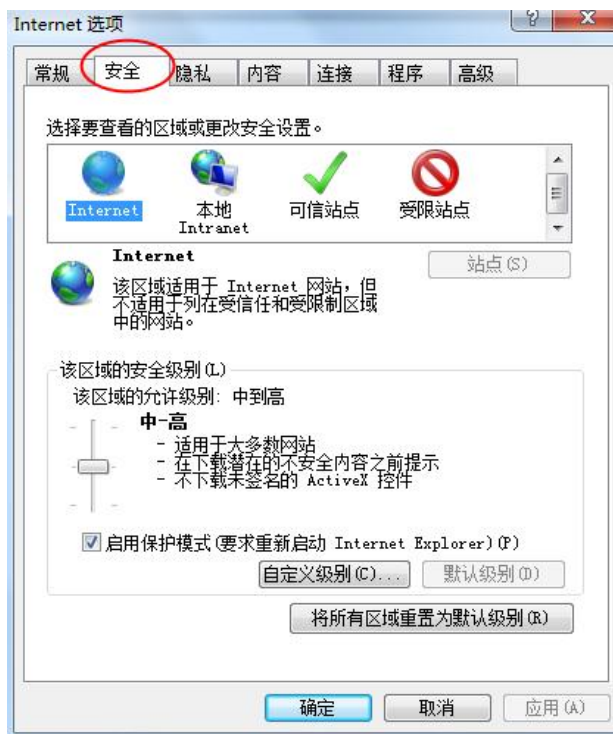 Internet 选项
常规 安全 隐私 内容 连接 程序 高级
选择要查看的区域或更改安全设置。
Internet 本地 Intranet 可信站点 受限站点
Internet
站点(S)
该区域适用于 Internet 网站，但
不适用于列在受信任和受限制区域
中的网站。
该区域的安全级别(L)
该区域的允许级别: 中到高
中-高
- 适用于大多数网站
- 在下载潜在的不安全内容之前提示
- 不下载未签名的 ActiveX 控件
启用保护模式(要求重新启动 Internet Explorer)(P)
自定义级别(C)... 默认级别(D)
将所有区域重置为默认级别(R)
确定 取消 应用(A)